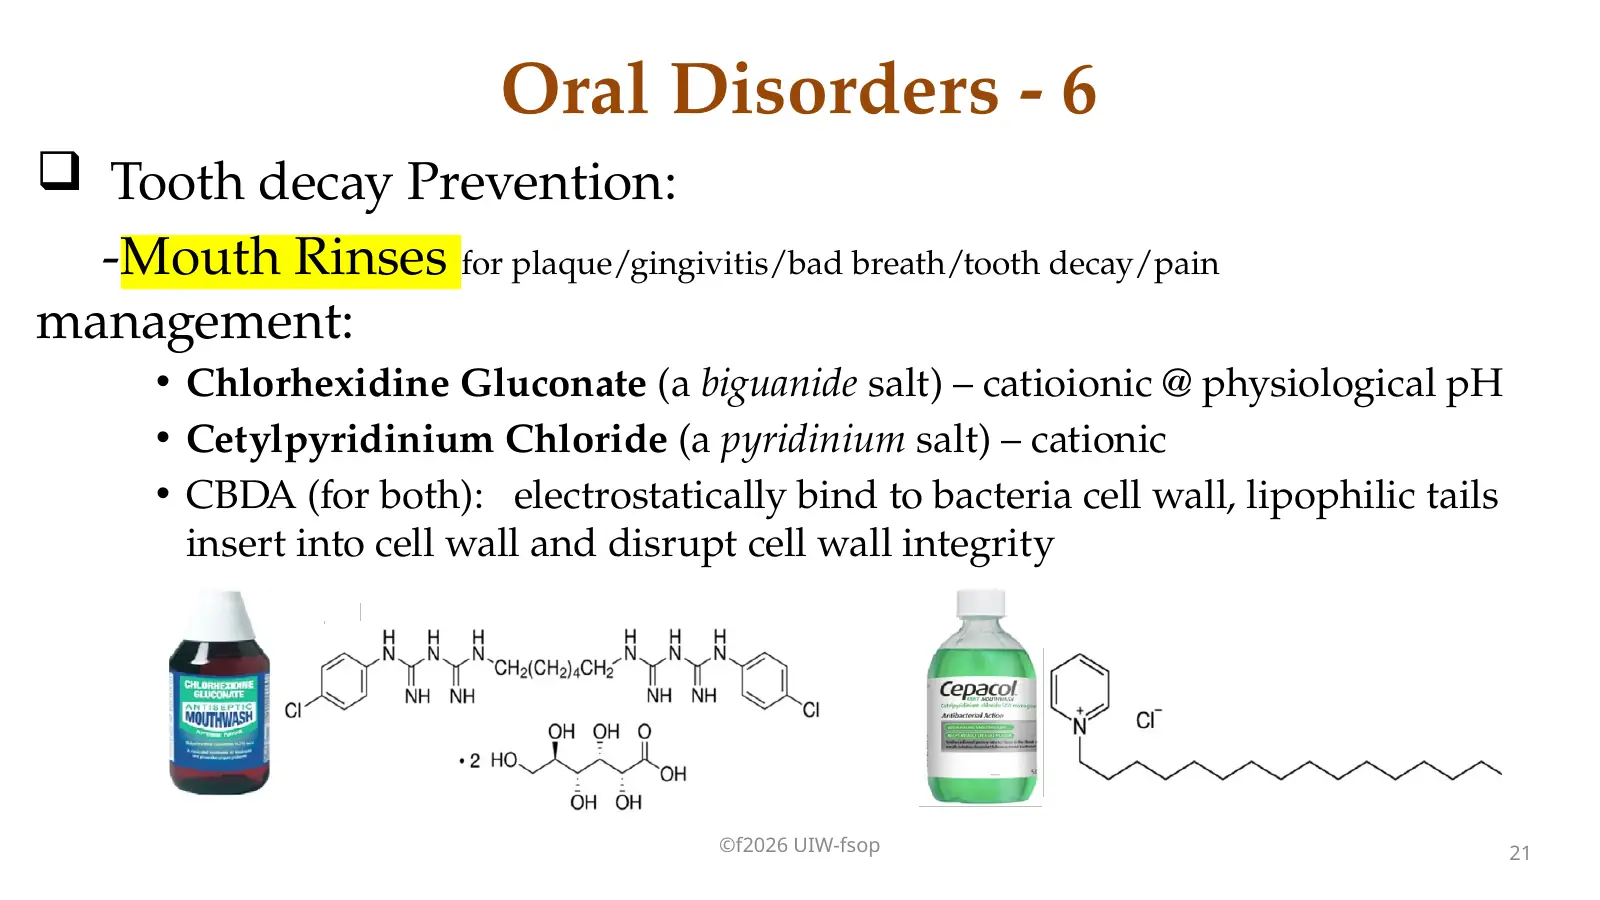 Oral Disorders - 6
❑ Tooth decay Prevention:
-Mouth Rinses for plaque/gingivitis/bad breath/tooth decay/pain
management:
• Chlorhexidine Gluconate (a biguanide salt) – catioionic @ physiological pH
• Cetylpyridinium Chloride (a pyridinium salt) – cationic
• CBDA (for both): electrostatically bind to bacteria cell wall, lipophilic tails
insert into cell wall and disrupt cell wall integrity
CHLORHEXIDINE
GLUCONATE
ANTISEPTIC
MOUTHWASH
H H H H H H
N N N N N N
CH₂(CH₂)₄CH₂
NH NH NH NH
Cl Cl
OH OH O
• 2 HO OH
OH OH
Cepacol
MINT MOUTHWASH
Antibacterial Action
N⁺ Cl⁻
©f2026 UIW-fsop
21